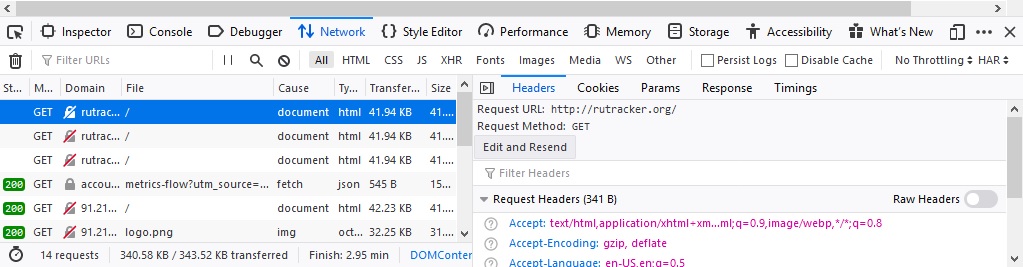 Inspector Console Debugger Network Style Editor Performance Memory Storage Accessibility What's New
Filter URLs All HTML CSS JS XHR Fonts Images Media WS Other Persist Logs Disable Cache No Throttling HAR
St... M... Domain File Cause Ty... Transfer... Size
GET rutrac... / document html 41.94 KB 41....
GET rutrac... / document html 41.94 KB 41....
GET rutrac... / document html 41.94 KB 41....
200 GET accou... metrics-flow?utm_source=... fetch json 545 B 15...
200 GET 91.21... / document html 42.23 KB 41....
200 GET 91.21... logo.png img oct... 32.25 KB 31....
14 requests 340.58 KB / 343.52 KB transferred Finish: 2.95 min DOMConter
Headers Cookies Params Response Timings
Request URL: http://rutracker.org/
Request Method: GET
Edit and Resend
Filter Headers
Request Headers (341 B) Raw Headers
Accept: text/html,application/xhtml+xm...ml;q=0.9,image/webp,*/*;q=0.8
Accept-Encoding: gzip, deflate
Accept-Language: en-US,en;q=0.5